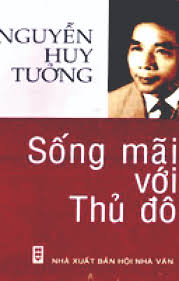 NGUYỄN
HUY
TƯỞNG
Sống mãi
với
Thủ đô
NHÀ XUẤT BẢN HỘI NHÀ VĂN